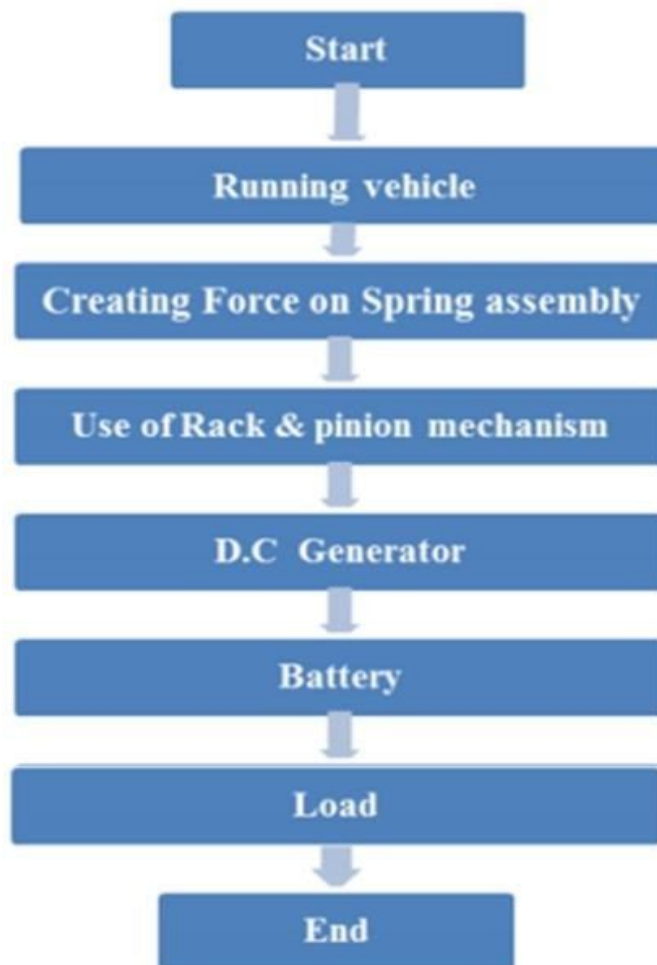 Start
Running vehicle
Creating Force on Spring assembly
Use of Rack & pinion mechanism
D.C Generator
Battery
Load
End